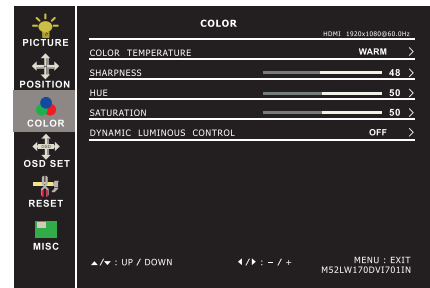 COLOR
HDMI 1920x1080@60.0Hz
PICTURE
POSITION
COLOR
OSD SET
RESET
MISC
COLOR TEMPERATURE WARM >
SHARPNESS 48 >
HUE 50 >
SATURATION 50 >
DYNAMIC LUMINOUS CONTROL OFF >
▲/▼ : UP / DOWN ◀/▶ : – / + MENU : EXIT
M52LW170DVI701IN